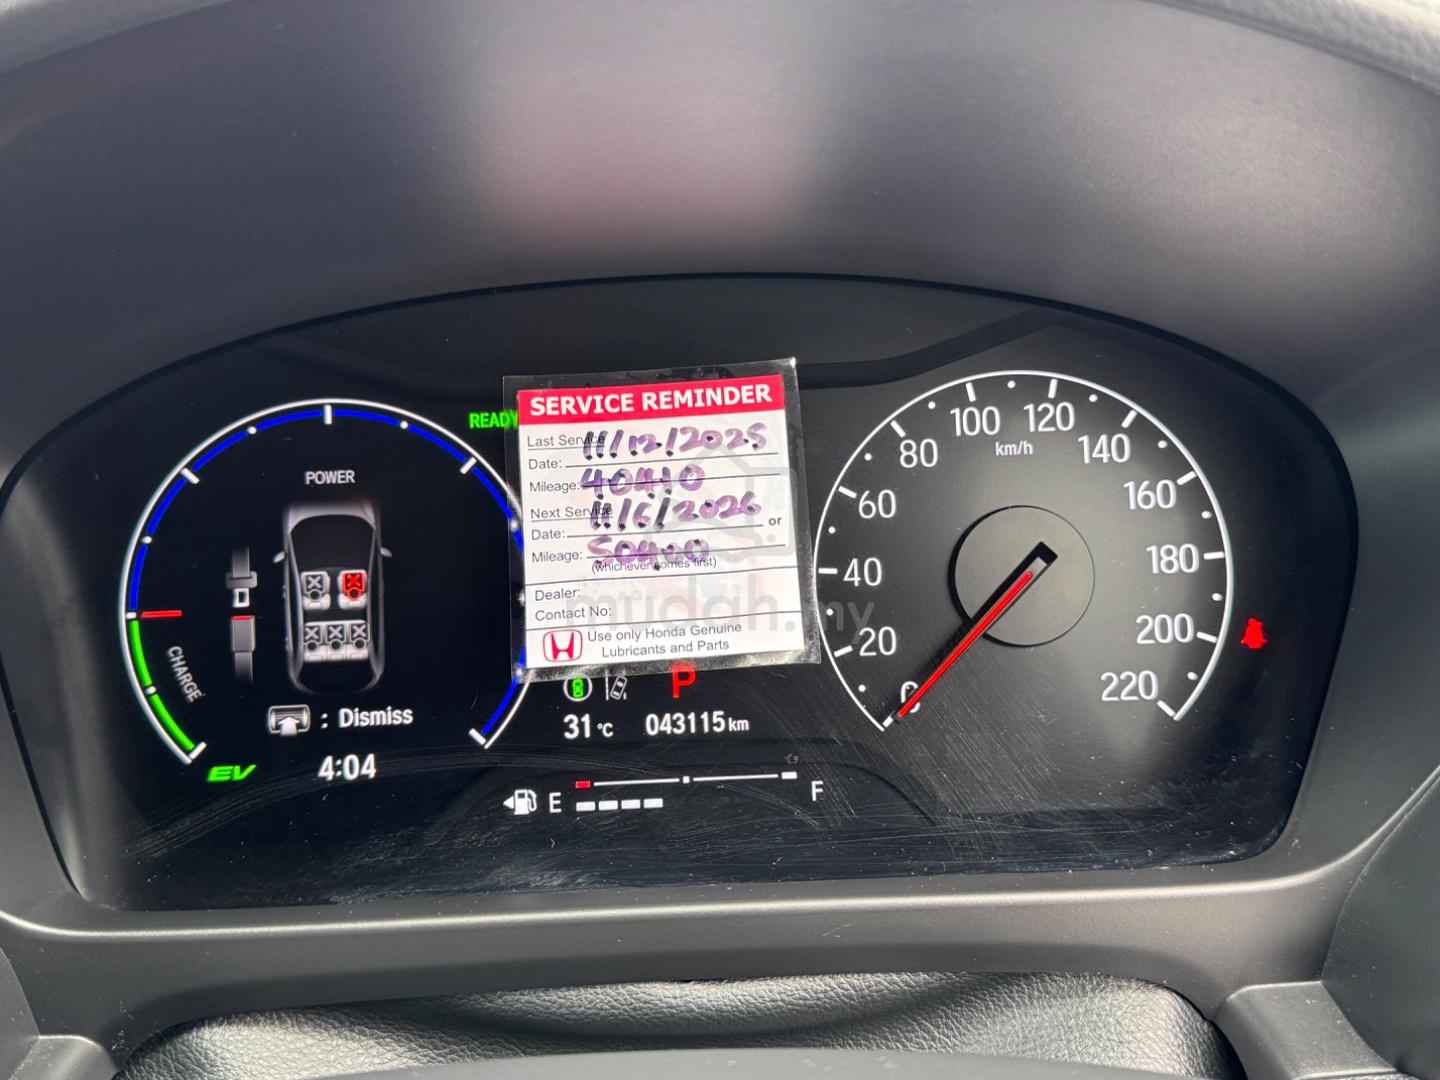 READY
POWER
CHARGE
: Dismiss
EV
4:04
SERVICE REMINDER
Last Service
Date: 11/12/2025
Mileage: 40410
Next Service
Date: 11/6/2026 or
Mileage: 50400
(whichever comes first)
Dealer:
Contact No:
Use only Honda Genuine
Lubricants and Parts
mudah.my
P
31°C 043115 km
E F
0
20
40
60
80
100
120
140
160
180
200
220
km/h